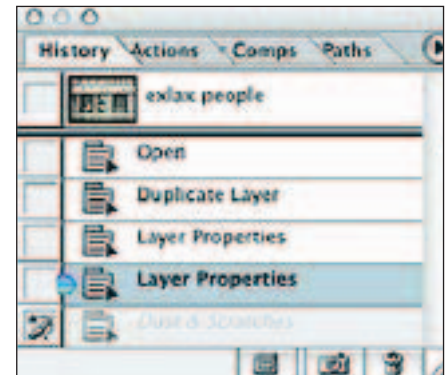 History Actions Comps Paths
exlax people
Open
Duplicate Layer
Layer Properties
Layer Properties
Dust & Scratches